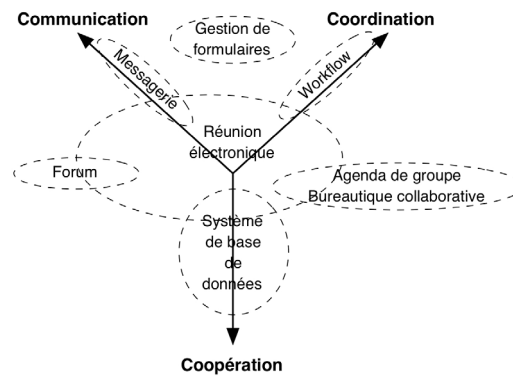 Communication
Coordination
Gestion de
formulaires
Messagerie
Workflow
Réunion
électronique
Forum
Agenda de groupe
Bureautique collaborative
Système
de base
de
données
Coopération